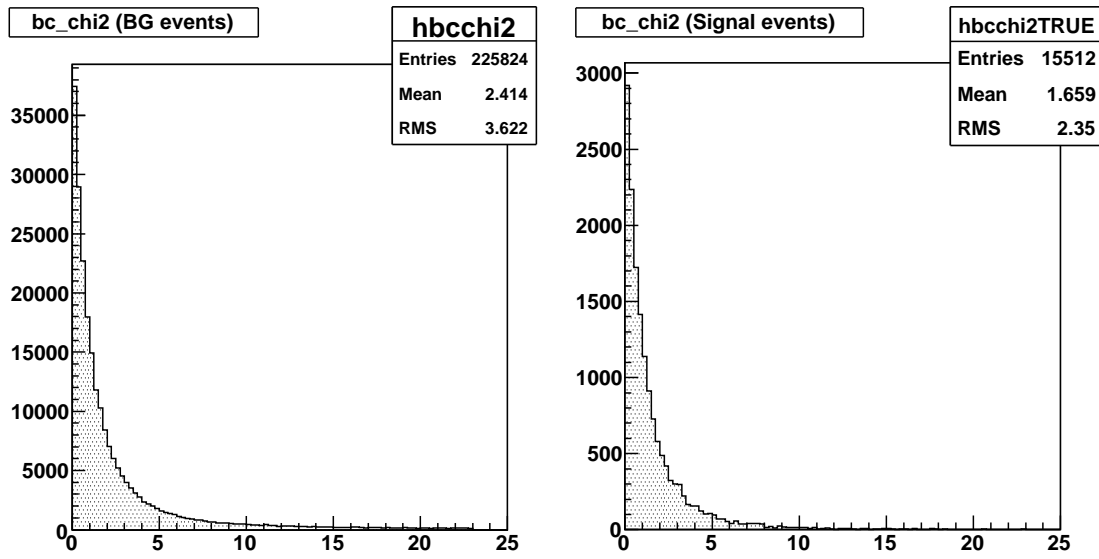 bc_chi2 (BG events)
hbcchi2
Entries 225824
Mean 2.414
RMS 3.622
35000
30000
25000
20000
15000
10000
5000
0
0 5 10 15 20 25
bc_chi2 (Signal events)
hbcchi2TRUE
Entries 15512
Mean 1.659
RMS 2.35
3000
2500
2000
1500
1000
500
0
0 5 10 15 20 25